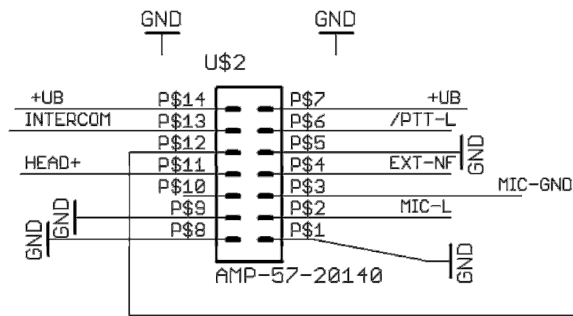 GND GND
U$2
+UB P$14 P$7 +UB
INTERCOM P$13 P$6 /PTT-L
P$12 P$5 GND
HEAD+ P$11 P$4 EXT-NF
P$10 P$3 MIC-GND
GND P$9 P$2 MIC-L
GND P$8 P$1 GND
AMP-57-20140